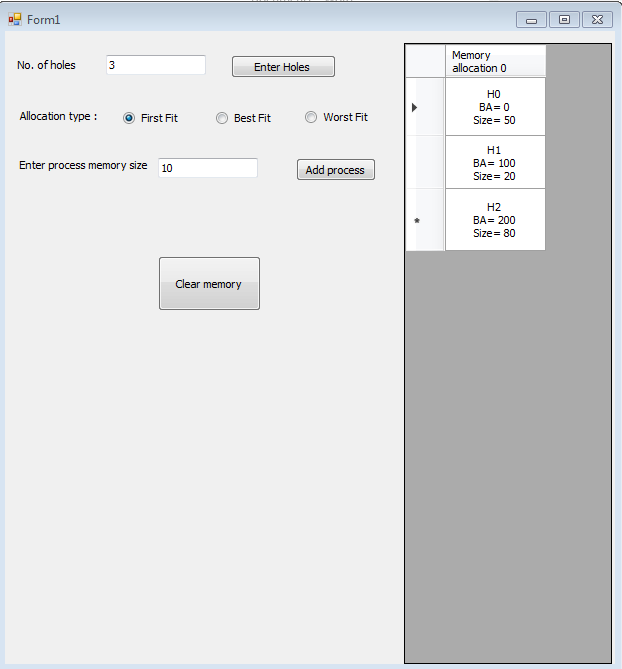 Form1
No. of holes 3 Enter Holes
Allocation type : First Fit Best Fit Worst Fit
Enter process memory size 10 Add process
Clear memory
Memory
allocation 0
H0
BA= 0
Size= 50
H1
BA= 100
Size= 20
H2
BA= 200
Size= 80